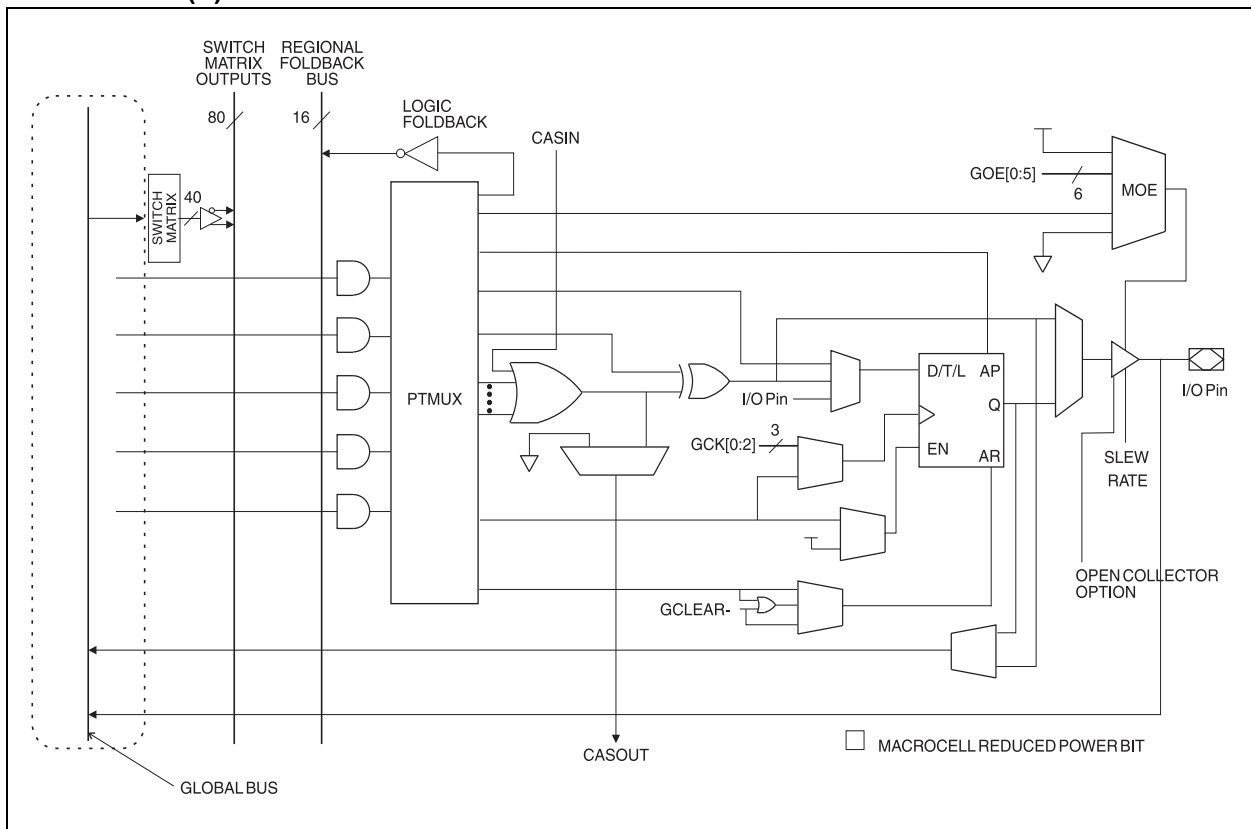 SWITCH
MATRIX
OUTPUTS
REGIONAL
FOLDBACK
BUS
80
16
LOGIC
FOLDBACK
CASIN
GOE[0:5]
6
MOE
SWITCH
MATRIX
40
PTMUX
D/T/L
AP
Q
EN
AR
I/O Pin
I/O Pin
GCK[0:2]
3
SLEW
RATE
OPEN COLLECTOR
OPTION
GCLEAR-
CASOUT
MACROCELL REDUCED POWER BIT
GLOBAL BUS